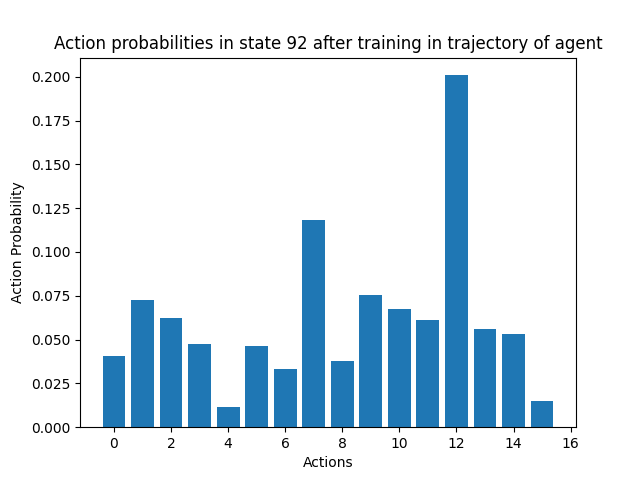 Action probabilities in state 92 after training in trajectory of agent
0.200
0.175
0.150
0.125
0.100
0.075
0.050
0.025
0.000
Action Probability
0 2 4 6 8 10 12 14 16
Actions